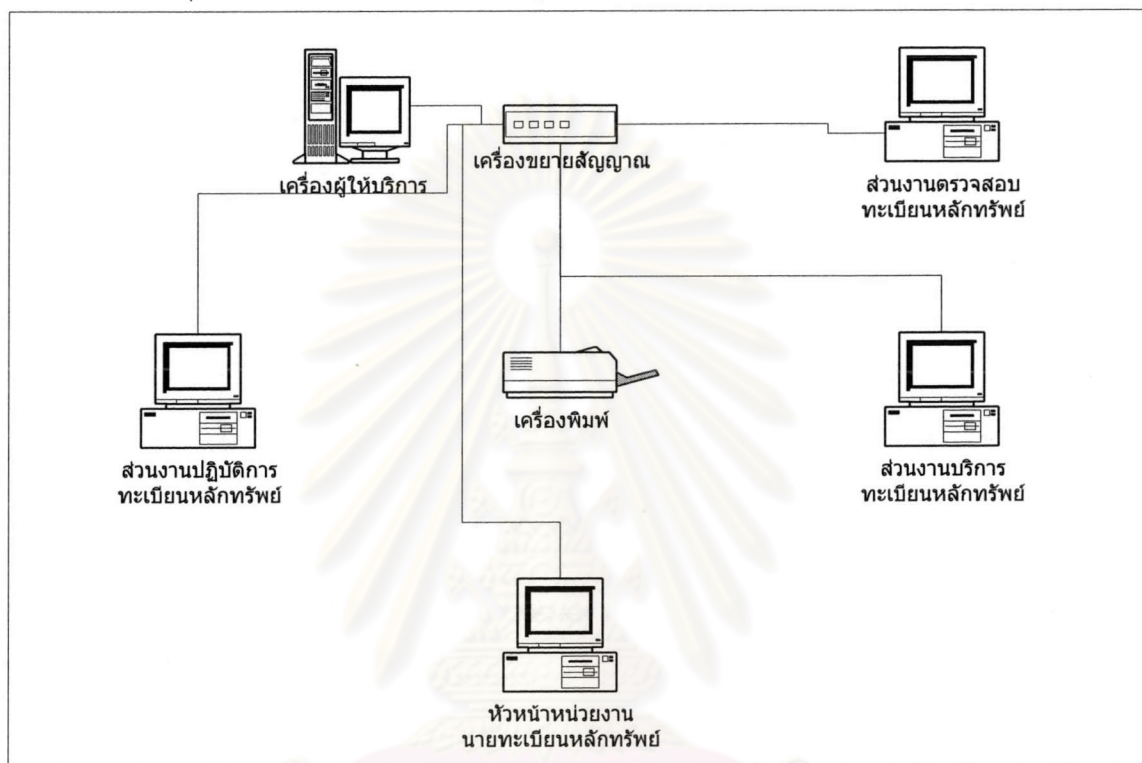 เครื่องผู้ให้บริการ
เครื่องขยายสัญญาณ
ส่วนงานตรวจสอบ
ทะเบียนหลักทรัพย์
ส่วนงานปฏิบัติการ
ทะเบียนหลักทรัพย์
เครื่องพิมพ์
ส่วนงานบริการ
ทะเบียนหลักทรัพย์
หัวหน้าหน่วยงาน
นายทะเบียนหลักทรัพย์